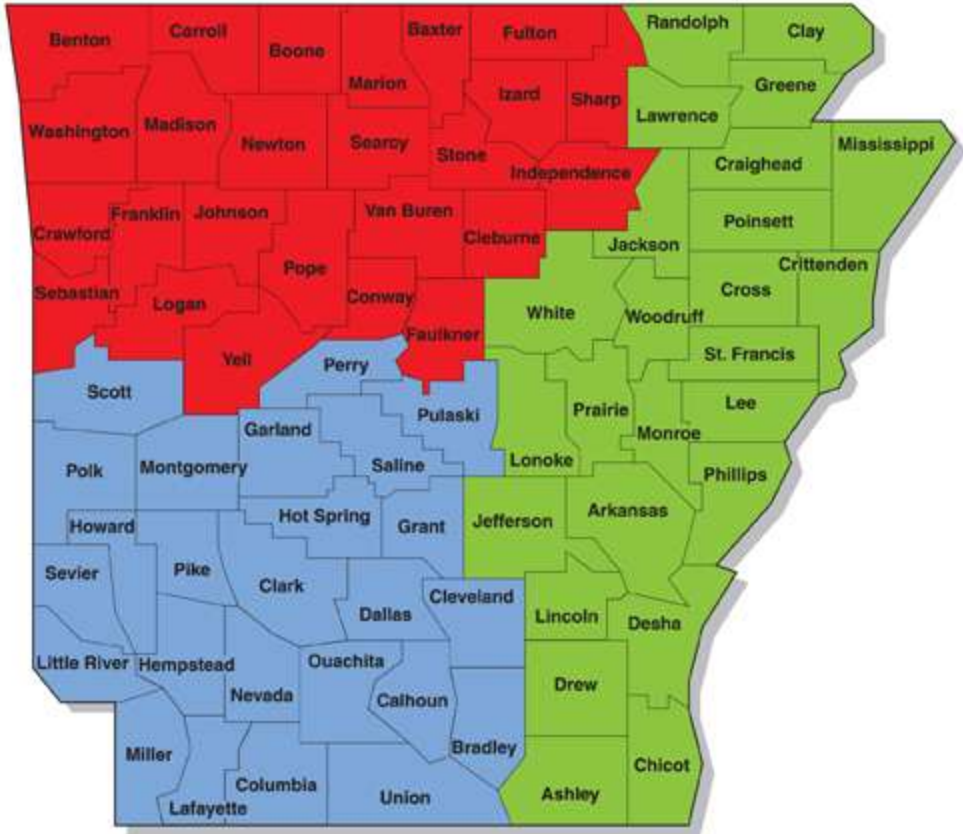 Benton
Carroll
Boone
Baxter
Fulton
Randolph
Clay
Marion
Izard
Sharp
Greene
Lawrence
Washington
Madison
Newton
Searcy
Stone
Independence
Craighead
Mississippi
Crawford
Franklin
Johnson
Van Buren
Cleburne
Jackson
Poinsett
Crittenden
Sebastian
Logan
Pope
Conway
Faulkner
White
Woodruff
Cross
St. Francis
Yell
Perry
Scott
Pulaski
Prairie
Lee
Garland
Monroe
Polk
Montgomery
Saline
Lonoke
Phillips
Howard
Hot Spring
Grant
Jefferson
Arkansas
Sevier
Pike
Clark
Dallas
Cleveland
Lincoln
Desha
Little River
Hempstead
Nevada
Ouachita
Calhoun
Drew
Miller
Bradley
Chicot
Lafayette
Columbia
Union
Ashley